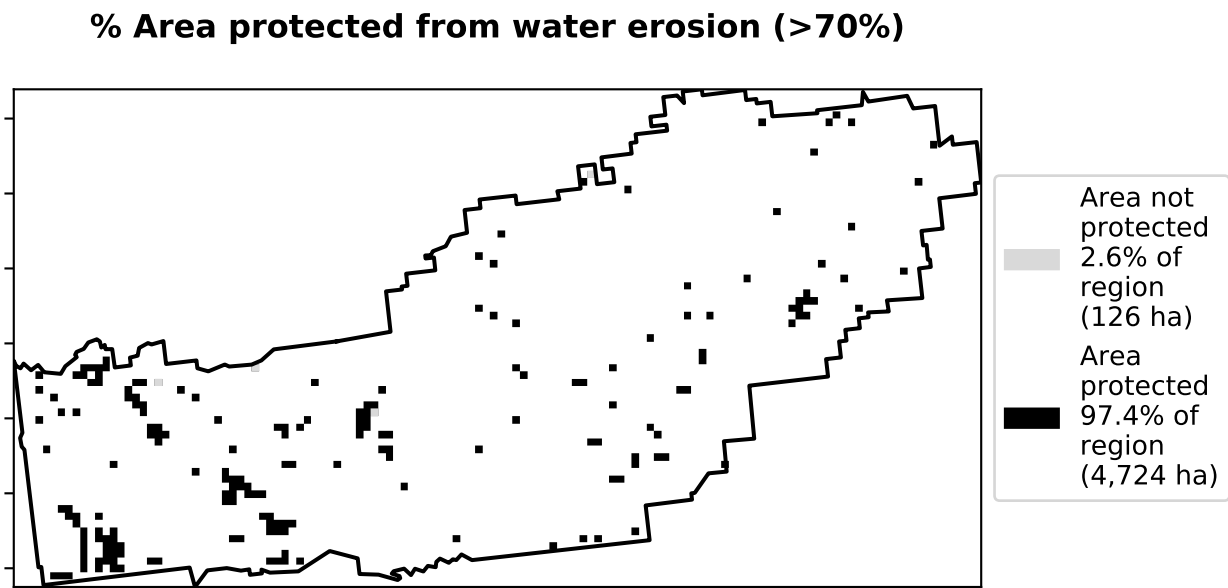 % Area protected from water erosion (>70%)
Area not
protected
2.6% of
region
(126 ha)
Area
protected
97.4% of
region
(4,724 ha)